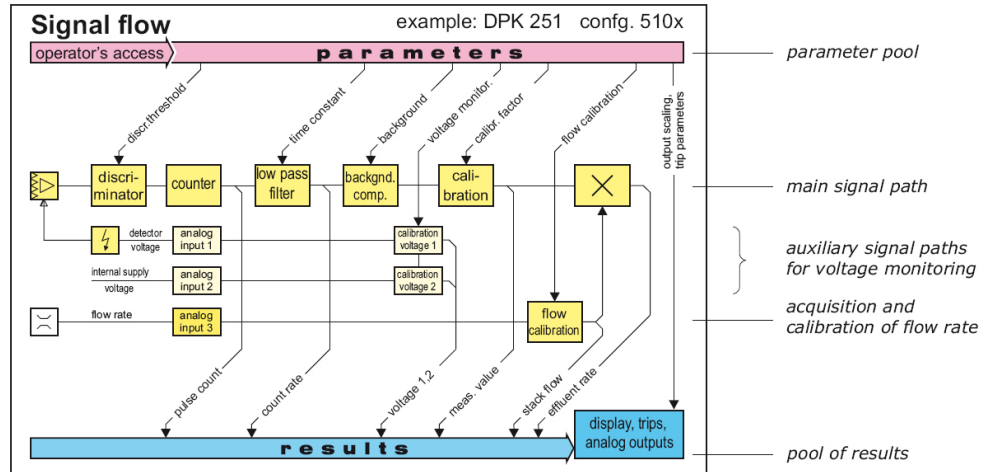 Signal flow
example: DPK 251 confg. 510x
operator's access
parameters
parameter pool
discr.threshold
time constant
background
voltage monitor.
calibr. factor
flow calibration
output scaling,
trip parameters
discri-
minator
counter
low pass
filter
backgnd.
comp.
cali-
bration
main signal path
detector
voltage
analog
input 1
calibration
voltage 1
auxiliary signal paths
for voltage monitoring
internal supply
voltage
analog
input 2
calibration
voltage 2
flow rate
analog
input 3
flow
calibration
acquisition and
calibration of flow rate
pulse count
count rate
voltage 1,2
meas. value
stack flow
effluent rate
display, trips,
analog outputs
results
pool of results